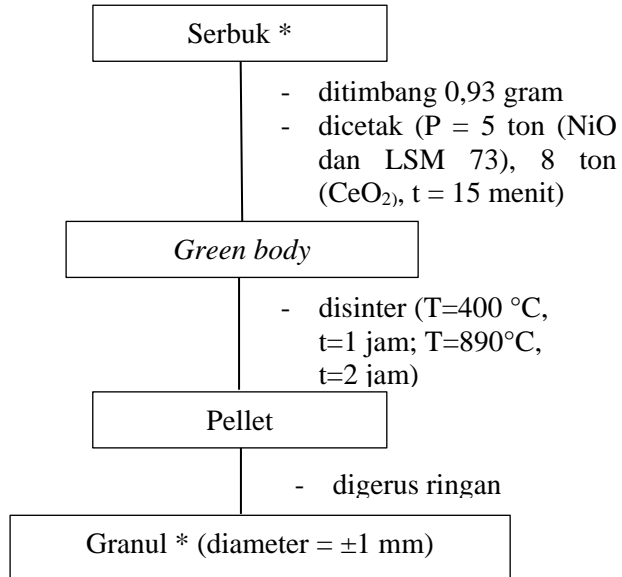 Serbuk *
- ditimbang 0,93 gram
- dicetak (P = 5 ton (NiO
dan LSM 73), 8 ton
(CeO₂), t = 15 menit)
Green body
- disinter (T=400 °C,
t=1 jam; T=890°C,
t=2 jam)
Pellet
- digerus ringan
Granul * (diameter = ±1 mm)